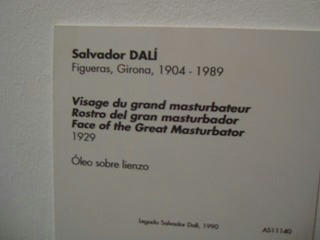 Salvador DALÍ
Figueras, Girona, 1904 - 1989
Visage du grand masturbateur
Rostro del gran masturbador
Face of the Great Masturbator
1929
Óleo sobre lienzo
Legado Salvador Dalí, 1990
AS11140